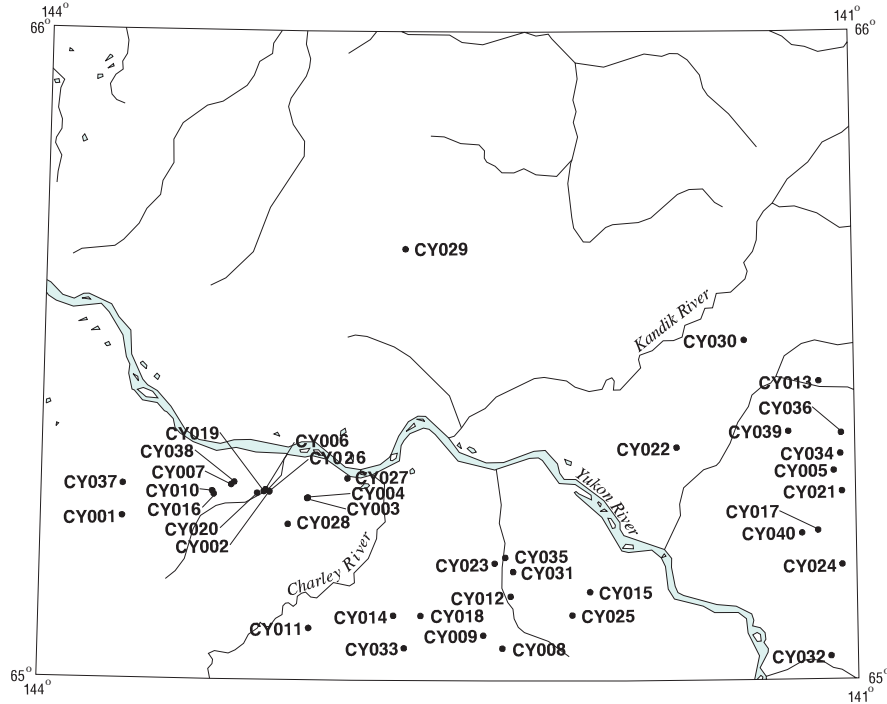 144°
141°
66°
66°
CY029
Kandik River
CY030
CY013
CY036
CY019
CY006
CY039
CY038
CY026
CY022
CY034
CY007
CY005
CY037
CY027
CY010
CY004
CY021
CY016
CY003
Yukon River
CY001
CY017
CY020
CY028
CY040
CY002
CY035
CY023
CY024
CY031
Charley River
CY012
CY015
CY014
CY018
CY025
CY011
CY009
CY033
CY008
CY032
65°
65°
144°
141°